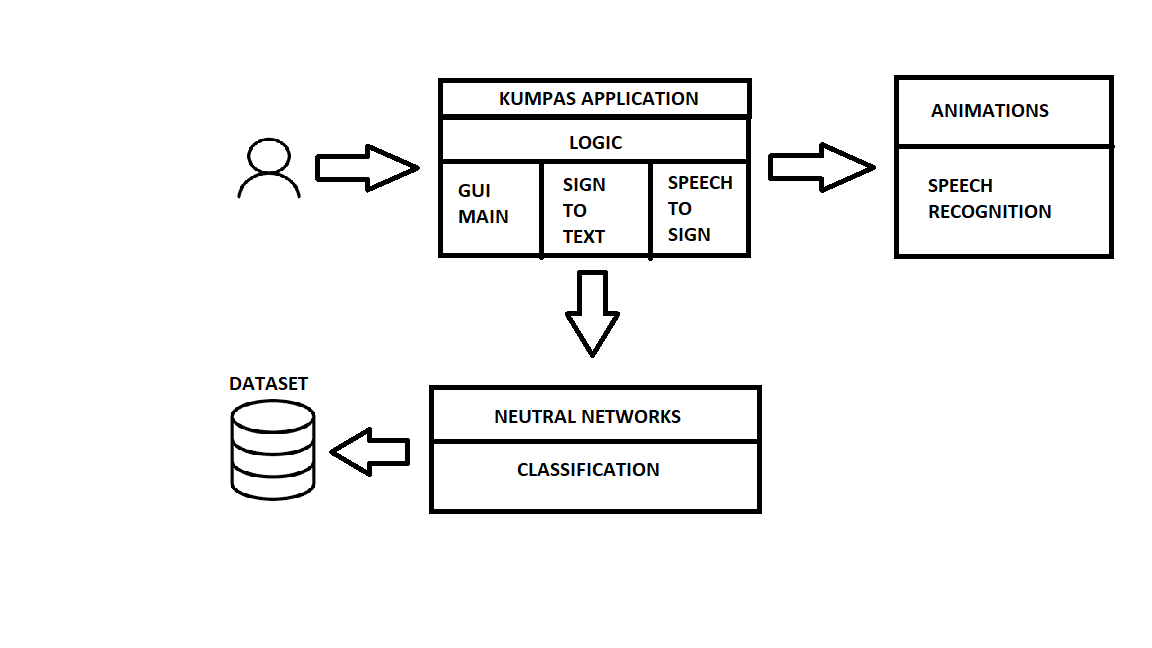 KUMPAS APPLICATION
LOGIC
GUI
MAIN
SIGN
TO
TEXT
SPEECH
TO
SIGN
ANIMATIONS
SPEECH
RECOGNITION
DATASET
NEUTRAL NETWORKS
CLASSIFICATION